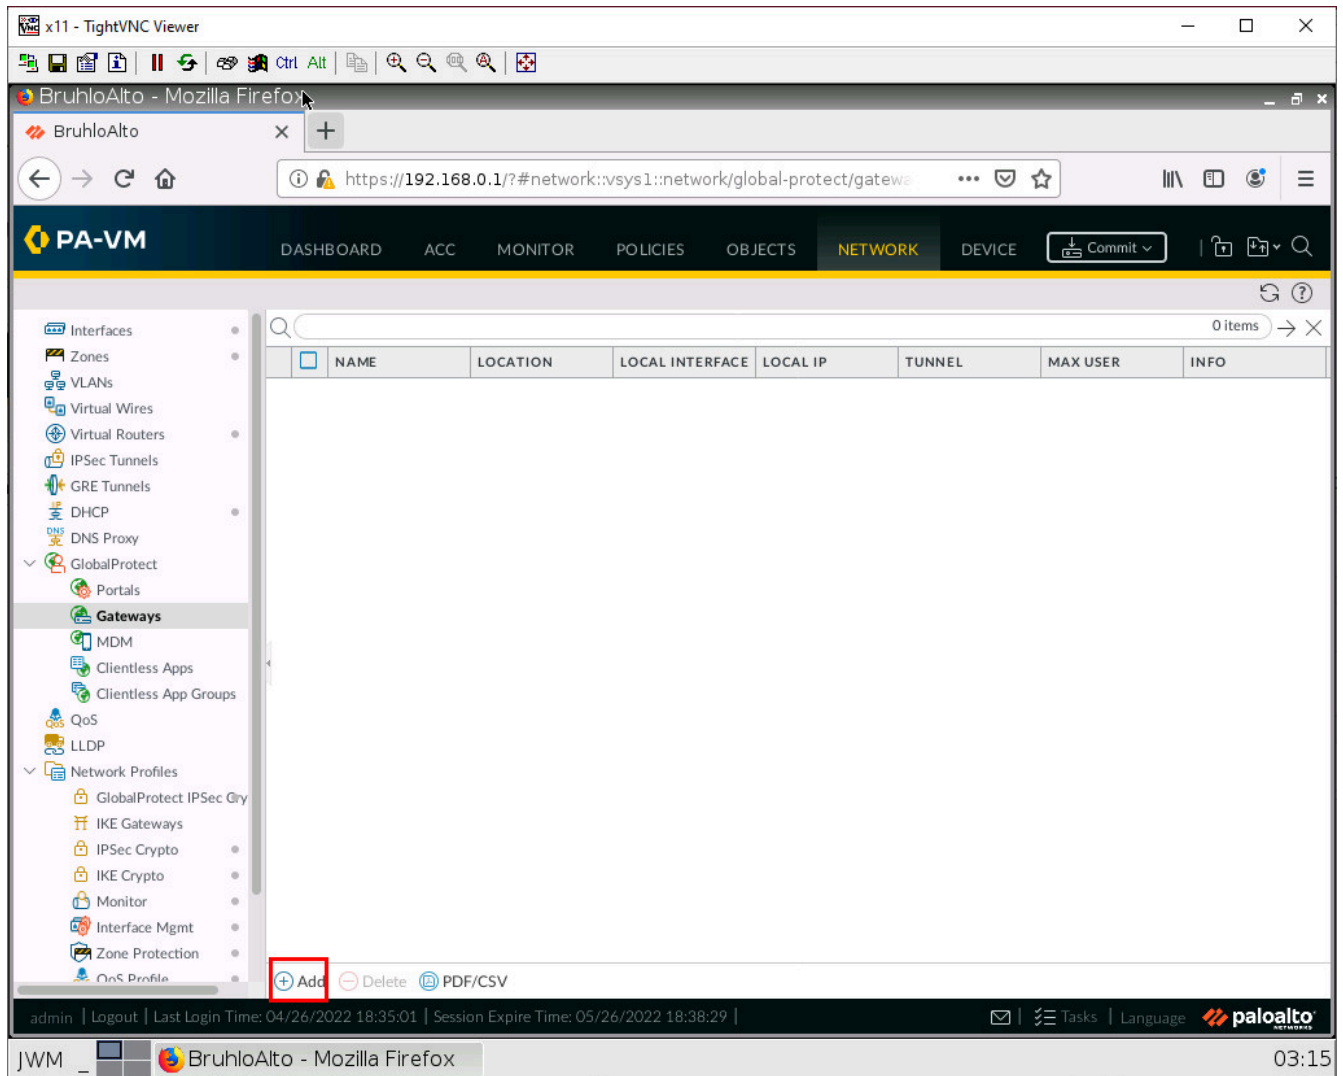 x11 - TightVNC Viewer
Ctrl Alt
BruhloAlto - Mozilla Firefox
BruhloAlto
https://192.168.0.1/?#network::vsys1::network/global-protect/gatewa
PA-VM
DASHBOARD ACC MONITOR POLICIES OBJECTS NETWORK DEVICE Commit
Interfaces
Zones
VLANs
Virtual Wires
Virtual Routers
IPSec Tunnels
GRE Tunnels
DHCP
DNS Proxy
GlobalProtect
Portals
Gateways
MDM
Clientless Apps
Clientless App Groups
QoS
LLDP
Network Profiles
GlobalProtect IPSec Cry
IKE Gateways
IPSec Crypto
IKE Crypto
Monitor
Interface Mgmt
Zone Protection
QoS Profile
0 items
NAME LOCATION LOCAL INTERFACE LOCAL IP TUNNEL MAX USER INFO
Add Delete PDF/CSV
admin | Logout | Last Login Time: 04/26/2022 18:35:01 | Session Expire Time: 05/26/2022 18:38:29 |
Tasks | Language
paloalto
NETWORKS
JWM
BruhloAlto - Mozilla Firefox
03:15